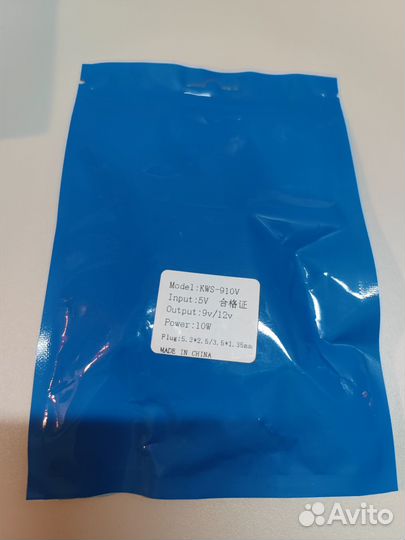 Model:KWS-910V
Input:5V 合格证
Output:9v/12v
Power:10W
Plug:5.2*2.5/3.5*1.35mm
MADE IN CHINA
Avito